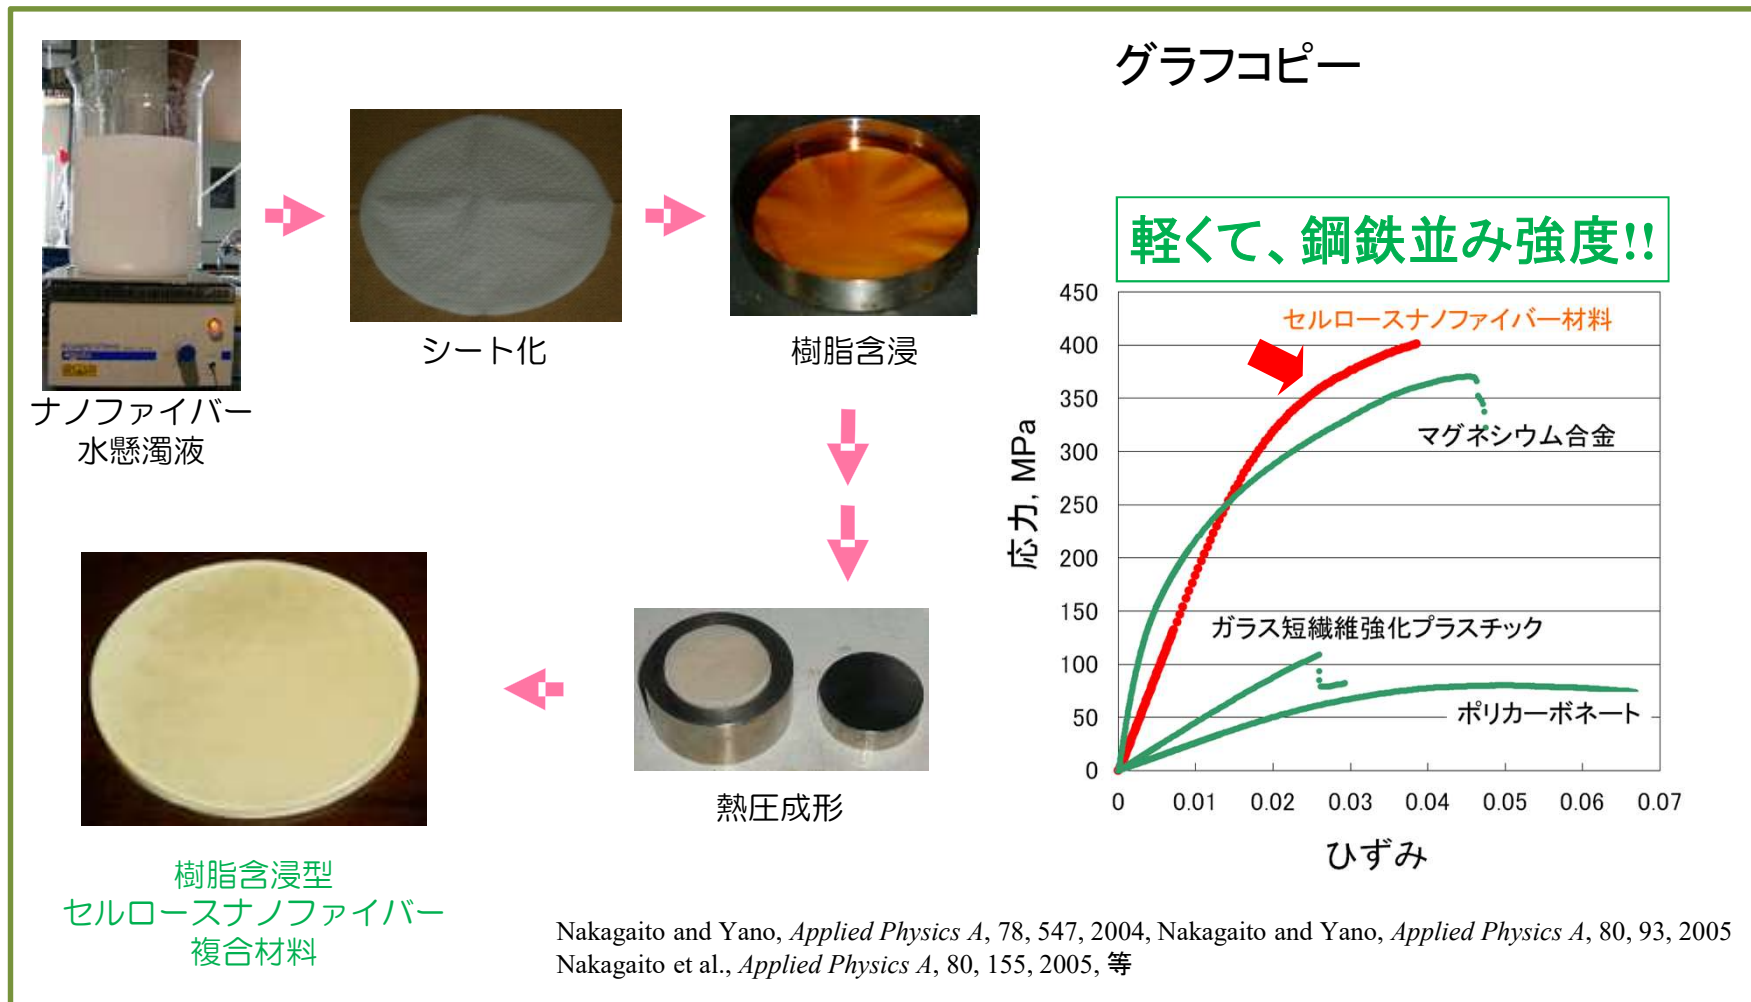 グラフコピー
ナノファイバー
水懸濁液
シート化
樹脂含浸
熱圧成形
樹脂含浸型
セルロースナノファイバー
複合材料
軽くて、鋼鉄並み強度!!
応力, MPa
450
400
350
300
250
200
150
100
50
0
セルロースナノファイバー材料
マグネシウム合金
ガラス短繊維強化プラスチック
ポリカーボネート
0 0.01 0.02 0.03 0.04 0.05 0.06 0.07
ひずみ
Nakagaito and Yano, Applied Physics A, 78, 547, 2004, Nakagaito and Yano, Applied Physics A, 80, 93, 2005
Nakagaito et al., Applied Physics A, 80, 155, 2005, 等